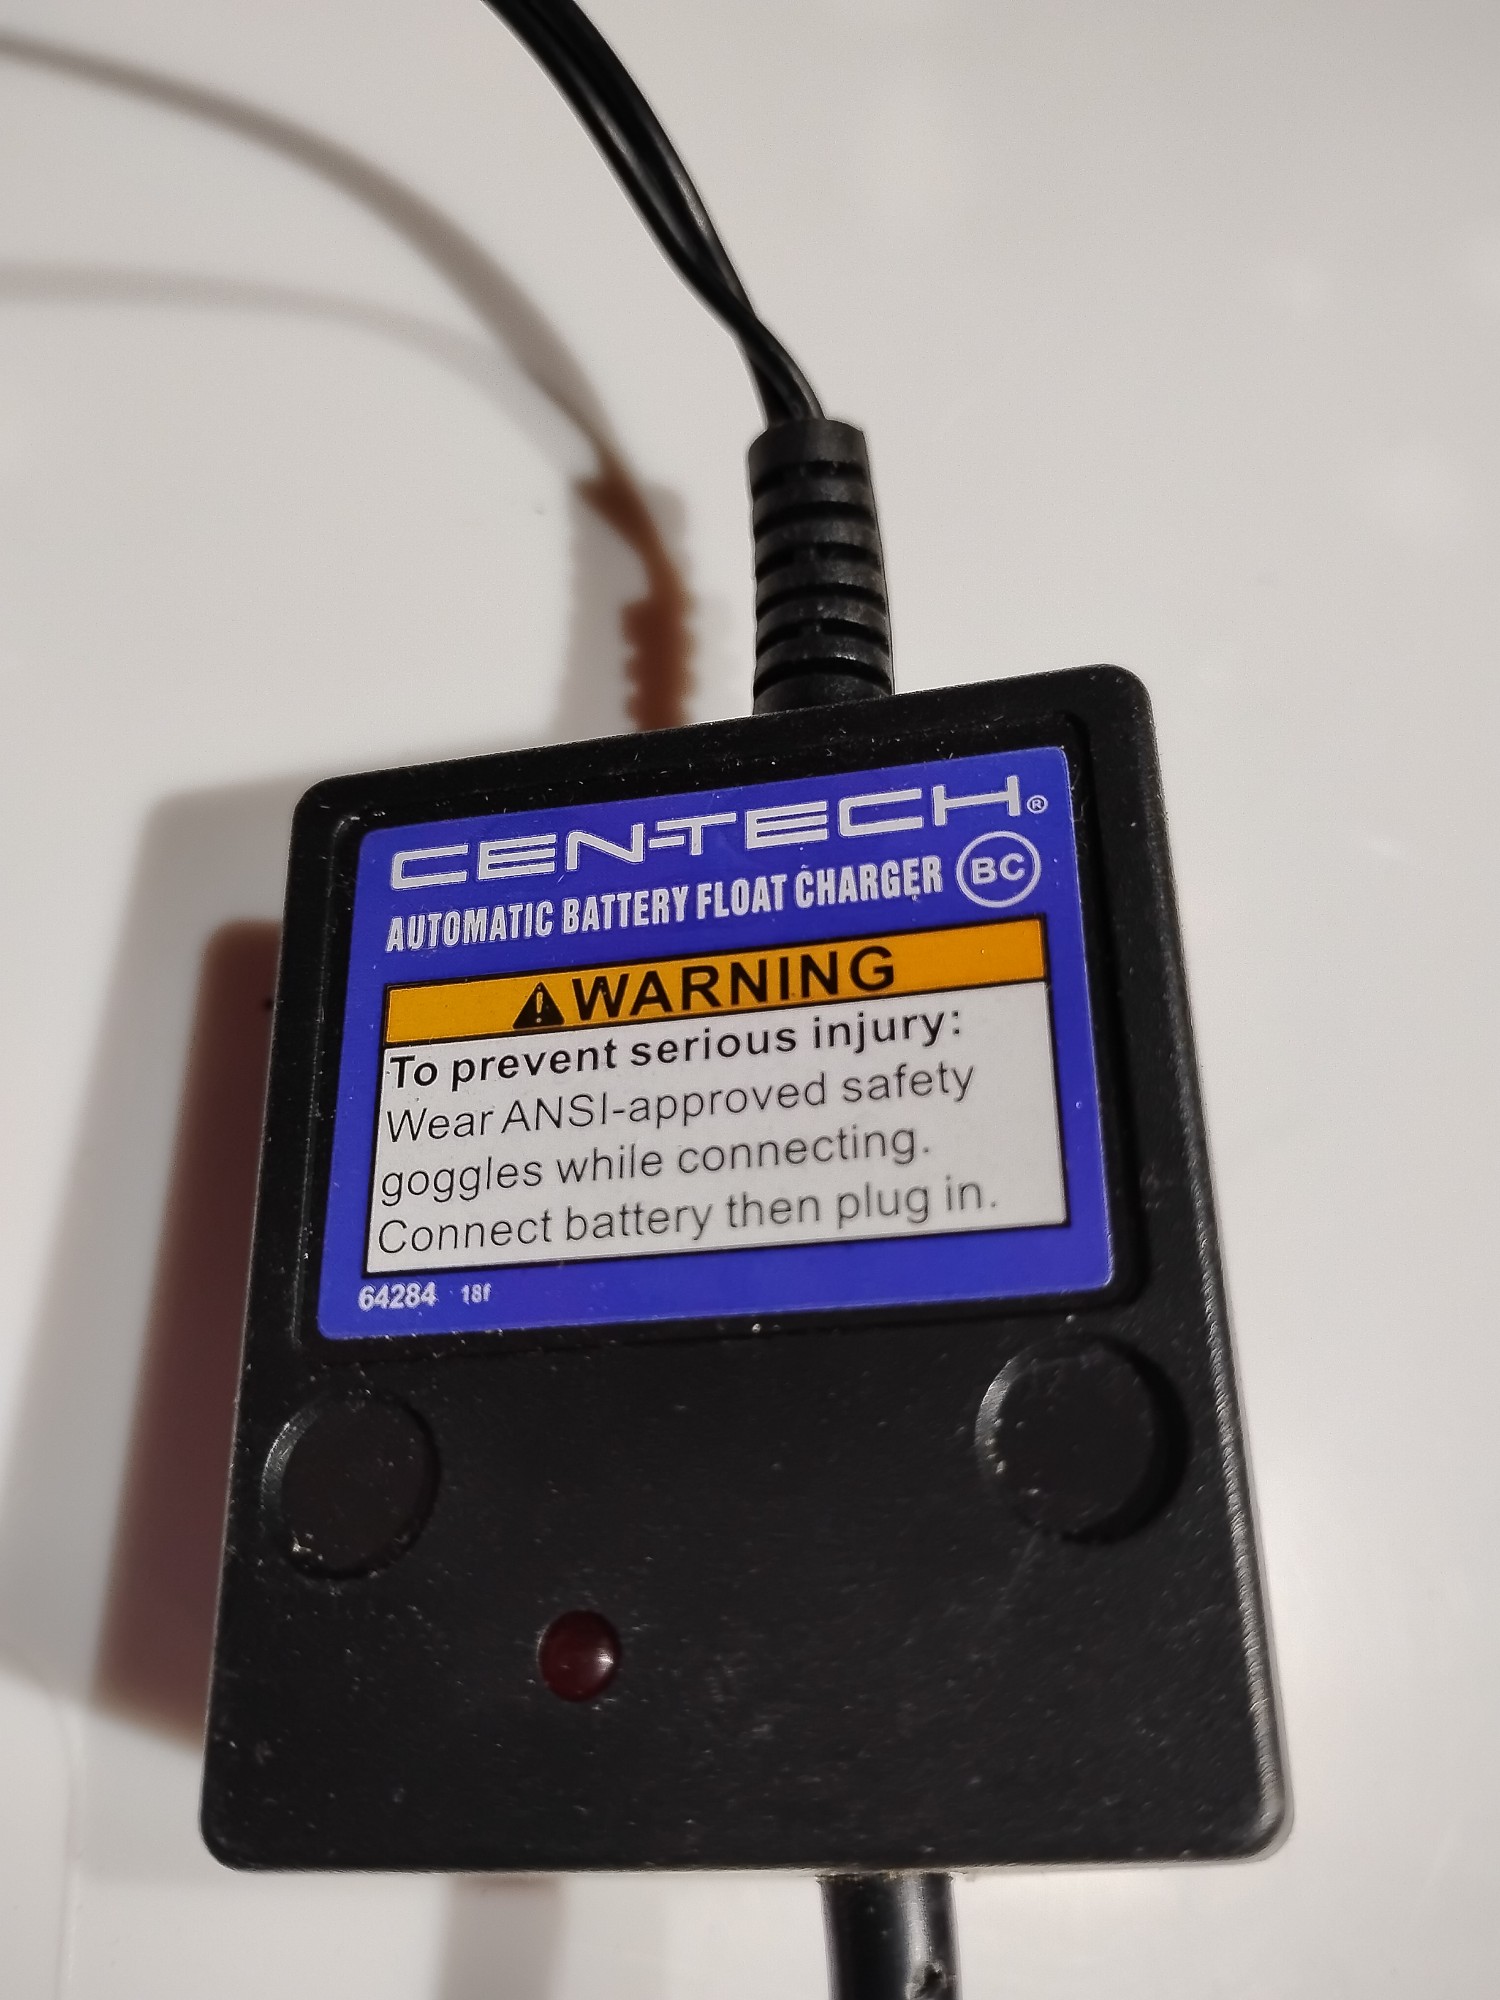 CEN-TECH®
AUTOMATIC BATTERY FLOAT CHARGER BC
WARNING
To prevent serious injury:
Wear ANSI-approved safety
goggles while connecting.
Connect battery then plug in.
64284 18f